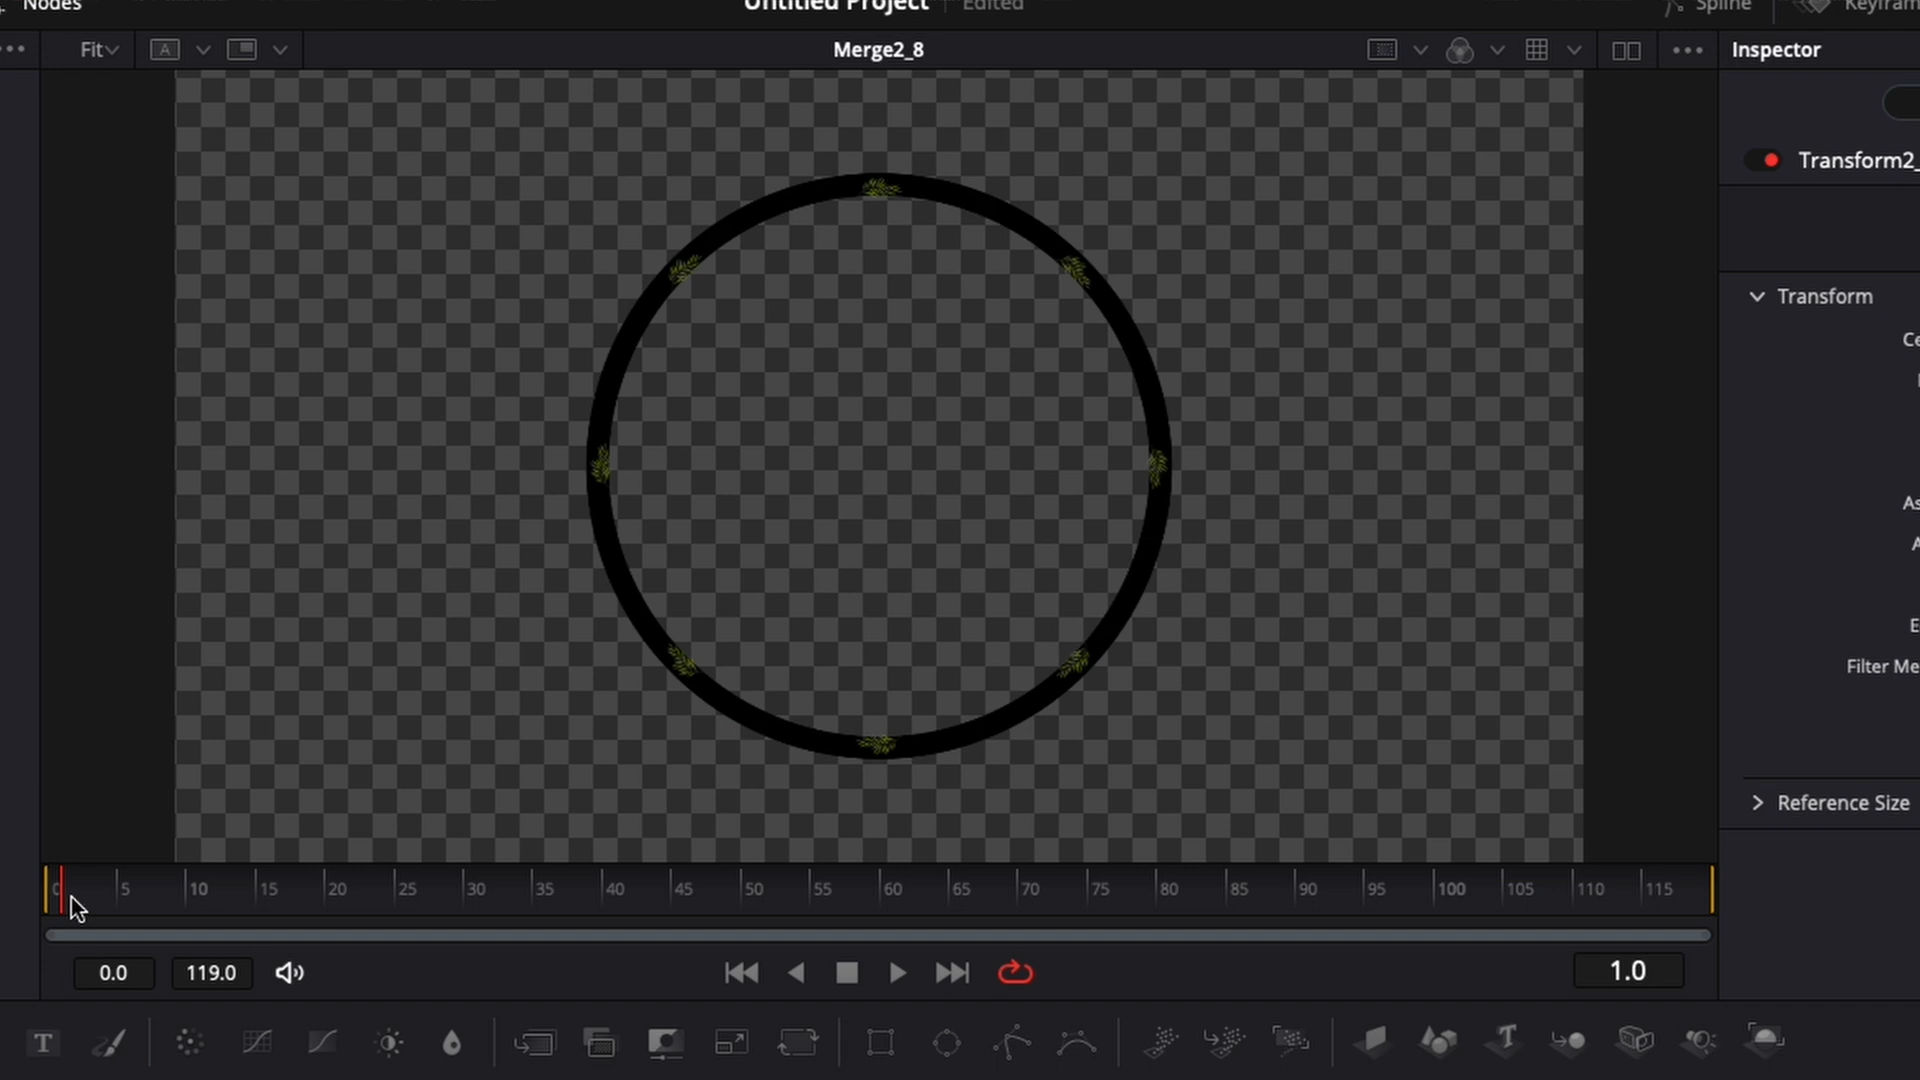 Nodes
Untitled Project
Edited
Spline
Fit
A
Merge2_8
Inspector
Transform2_
Transform
Filter Me
Reference Size
0 5 10 15 20 25 30 35 40 45 50 55 60 65 70 75 80 85 90 95 100 105 110 115
0.0
119.0
1.0
T
T